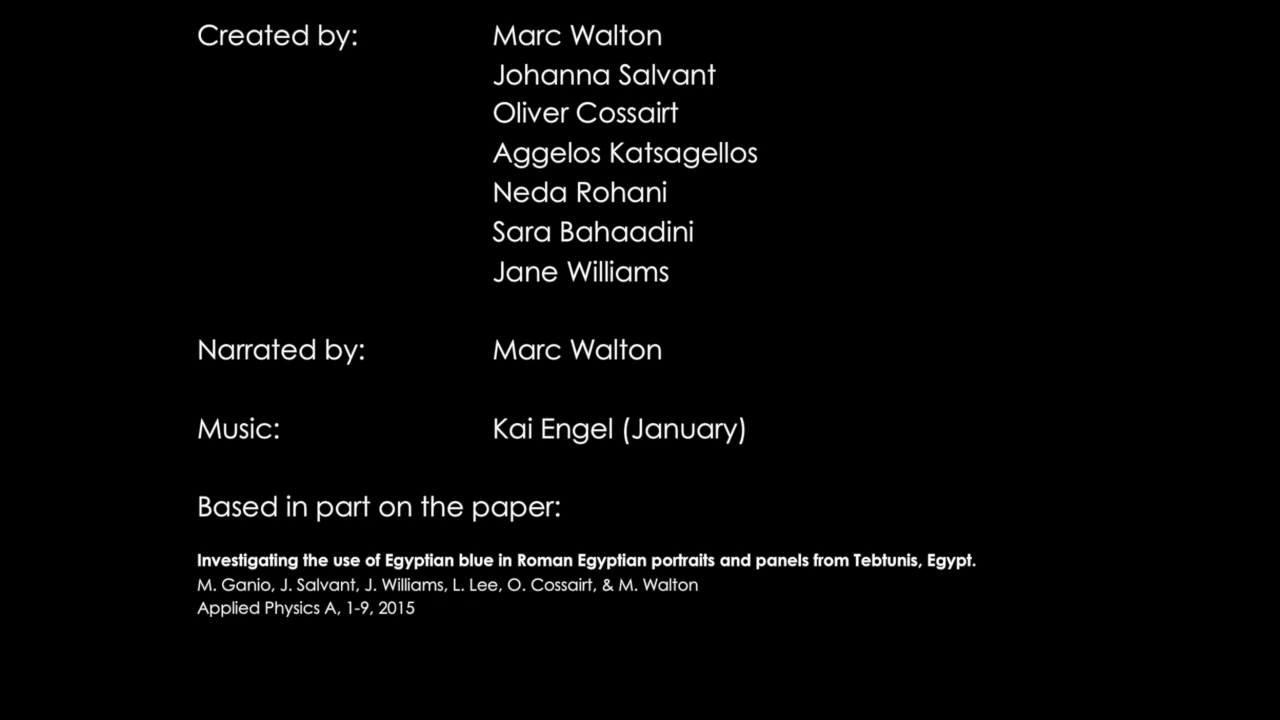 Created by: Marc Walton
Johanna Salvant
Oliver Cossairt
Aggelos Katsagellos
Neda Rohani
Sara Bahaadini
Jane Williams
Narrated by: Marc Walton
Music: Kai Engel (January)
Based in part on the paper:
Investigating the use of Egyptian blue in Roman Egyptian portraits and panels from Tebtunis, Egypt.
M. Ganio, J. Salvant, J. Williams, L. Lee, O. Cossairt, & M. Walton
Applied Physics A, 1-9, 2015